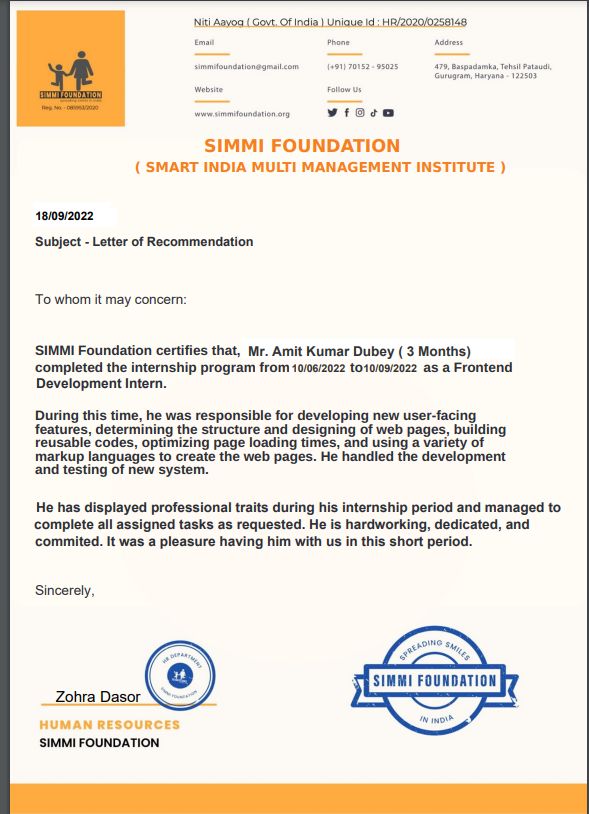 Niti Aayog ( Govt. Of India ) Unique Id : HR/2020/0258148
Email
simmifoundation@gmail.com
Phone
(+91) 70152 - 95025
Address
479, Baspadamka, Tehsil Pataudi,
Gurugram, Haryana - 122503
Website
www.simmifoundation.org
Follow Us
SIMMI FOUNDATION
Reg. No.- 085953/2020
SIMMI FOUNDATION
( SMART INDIA MULTI MANAGEMENT INSTITUTE )
18/09/2022
Subject - Letter of Recommendation
To whom it may concern:
SIMMI Foundation certifies that, Mr. Amit Kumar Dubey ( 3 Months)
completed the internship program from 10/06/2022 to10/09/2022 as a Frontend
Development Intern.
During this time, he was responsible for developing new user-facing
features, determining the structure and designing of web pages, building
reusable codes, optimizing page loading times, and using a variety of
markup languages to create the web pages. He handled the development
and testing of new system.
He has displayed professional traits during his internship period and managed to
complete all assigned tasks as requested. He is hardworking, dedicated, and
commited. It was a pleasure having him with us in this short period.
Sincerely,
Zohra Dasor
HR DEPARTMENT
SIMMI FOUNDATION
HUMAN RESOURCES
SIMMI FOUNDATION
SPREADING SMILES
SIMMI FOUNDATION
IN INDIA